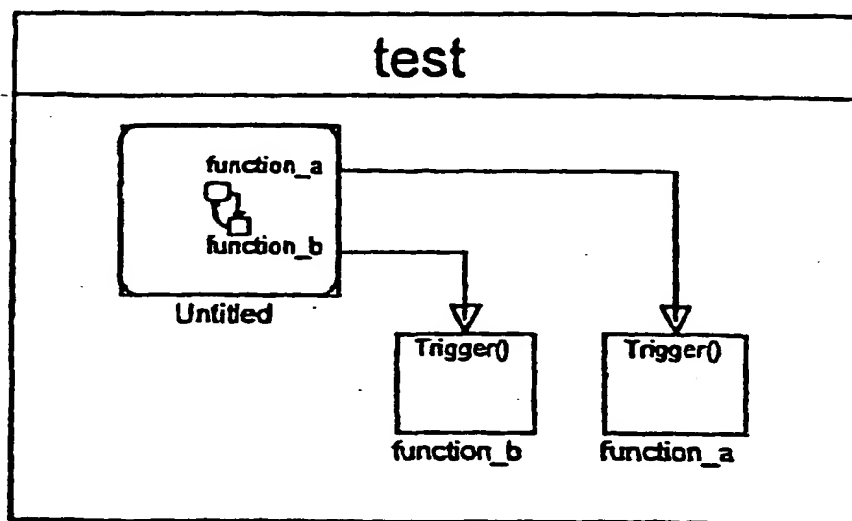 test
function_a
function_b
Untitled
Trigger()
Trigger()
function_b
function_a